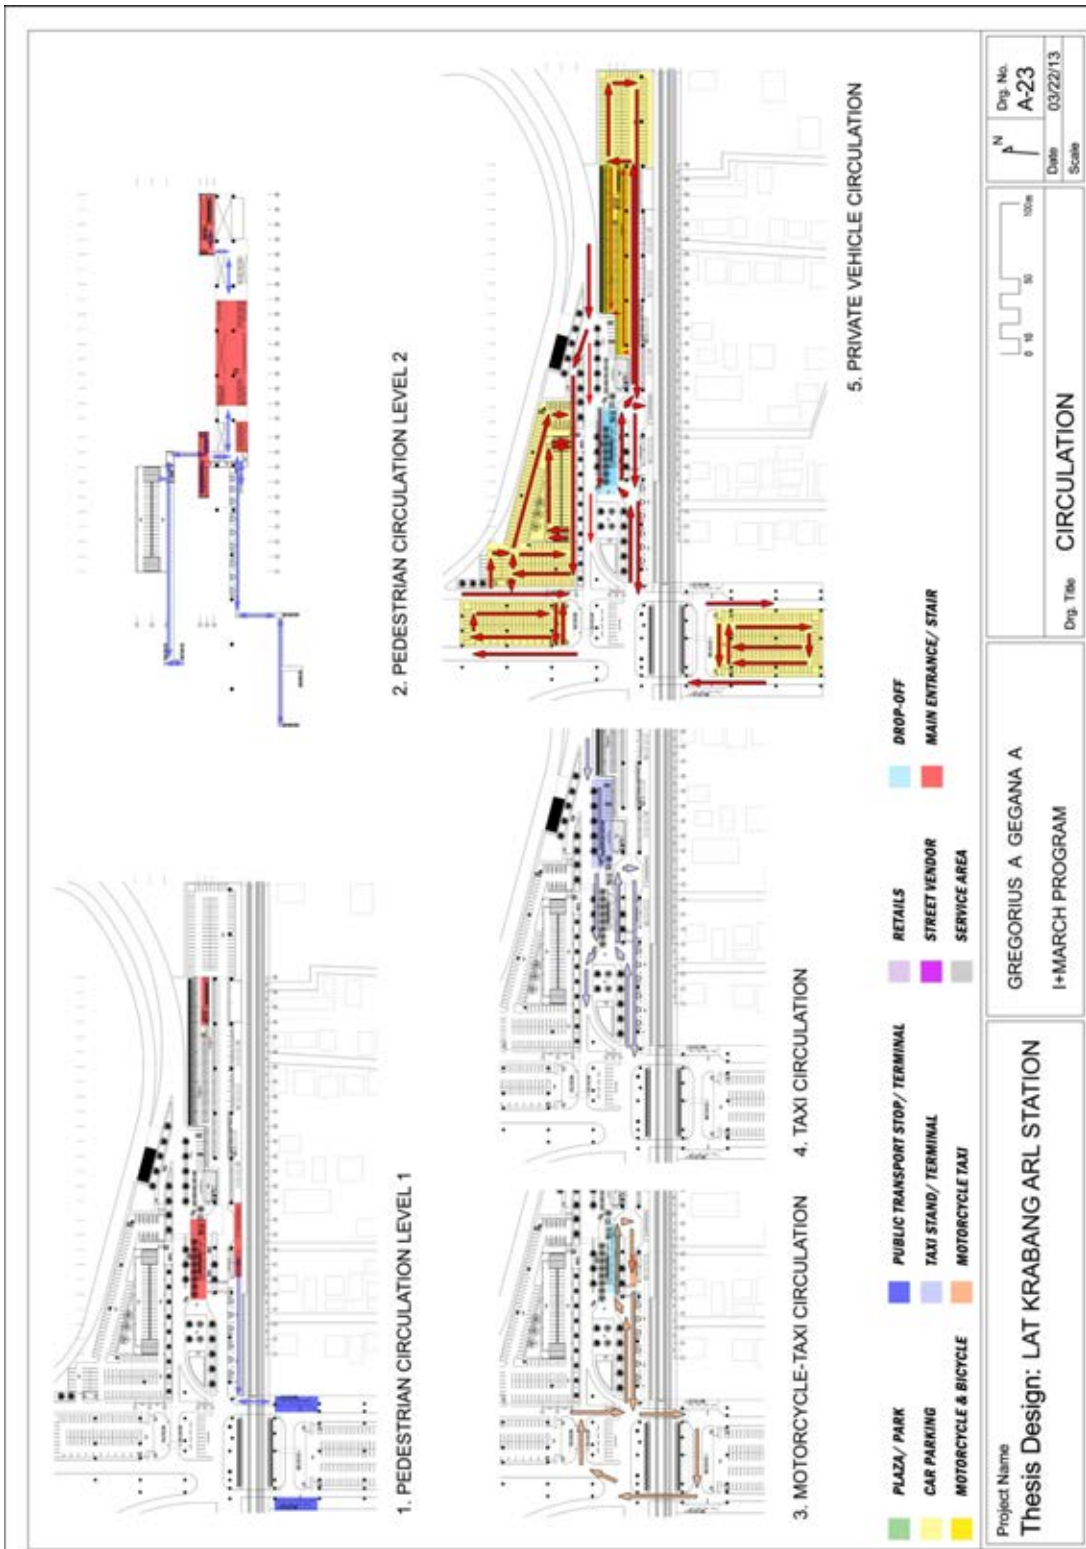 1. PEDESTRIAN CIRCULATION LEVEL 1
2. PEDESTRIAN CIRCULATION LEVEL 2
3. MOTORCYCLE-TAXI CIRCULATION
4. TAXI CIRCULATION
5. PRIVATE VEHICLE CIRCULATION
PLAZA/ PARK
CAR PARKING
MOTORCYCLE & BICYCLE
PUBLIC TRANSPORT STOP/ TERMINAL
TAXI STAND/ TERMINAL
MOTORCYCLE TAXI
RETAILS
STREET VENDOR
SERVICE AREA
DROP-OFF
MAIN ENTRANCE/ STAIR
Project Name
Thesis Design: LAT KRABANG ARL STATION
GREGORIUS A GEGANA A
I+MARCH PROGRAM
Drg. Title
CIRCULATION
0 10 50 100m
N
Drg. No.
A-23
Date
03/22/13
Scale